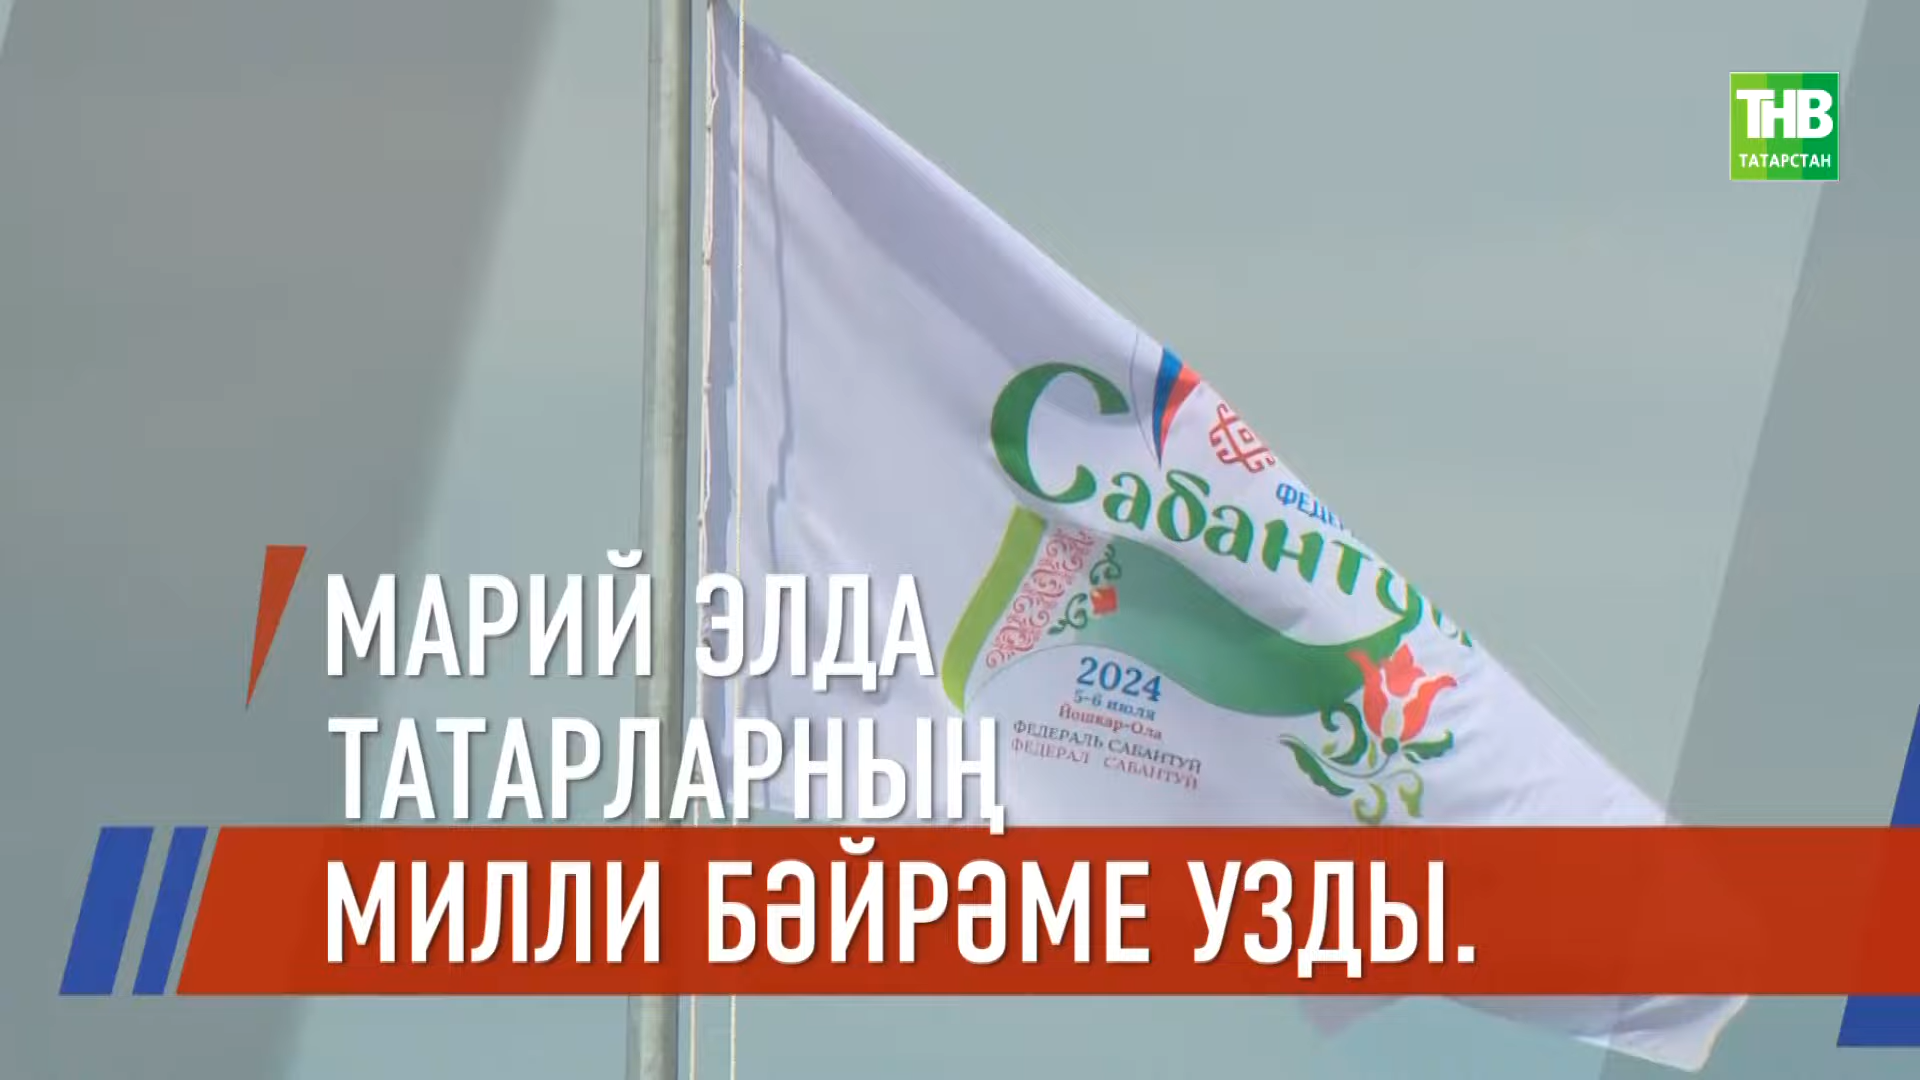 ТНВ
ТАТАРСТАН
ФЕДЕР
Сабантуй
2024
5-6 июля
Йошкар-Ола
ФЕДЕРАЛЬ САБАНТУЙ
ФЕДЕРАЛ САБАНТУЙ
МАРИЙ ЭЛДА
ТАТАРЛАРНЫҢ
МИЛЛИ БӘЙРӘМЕ УЗДЫ.